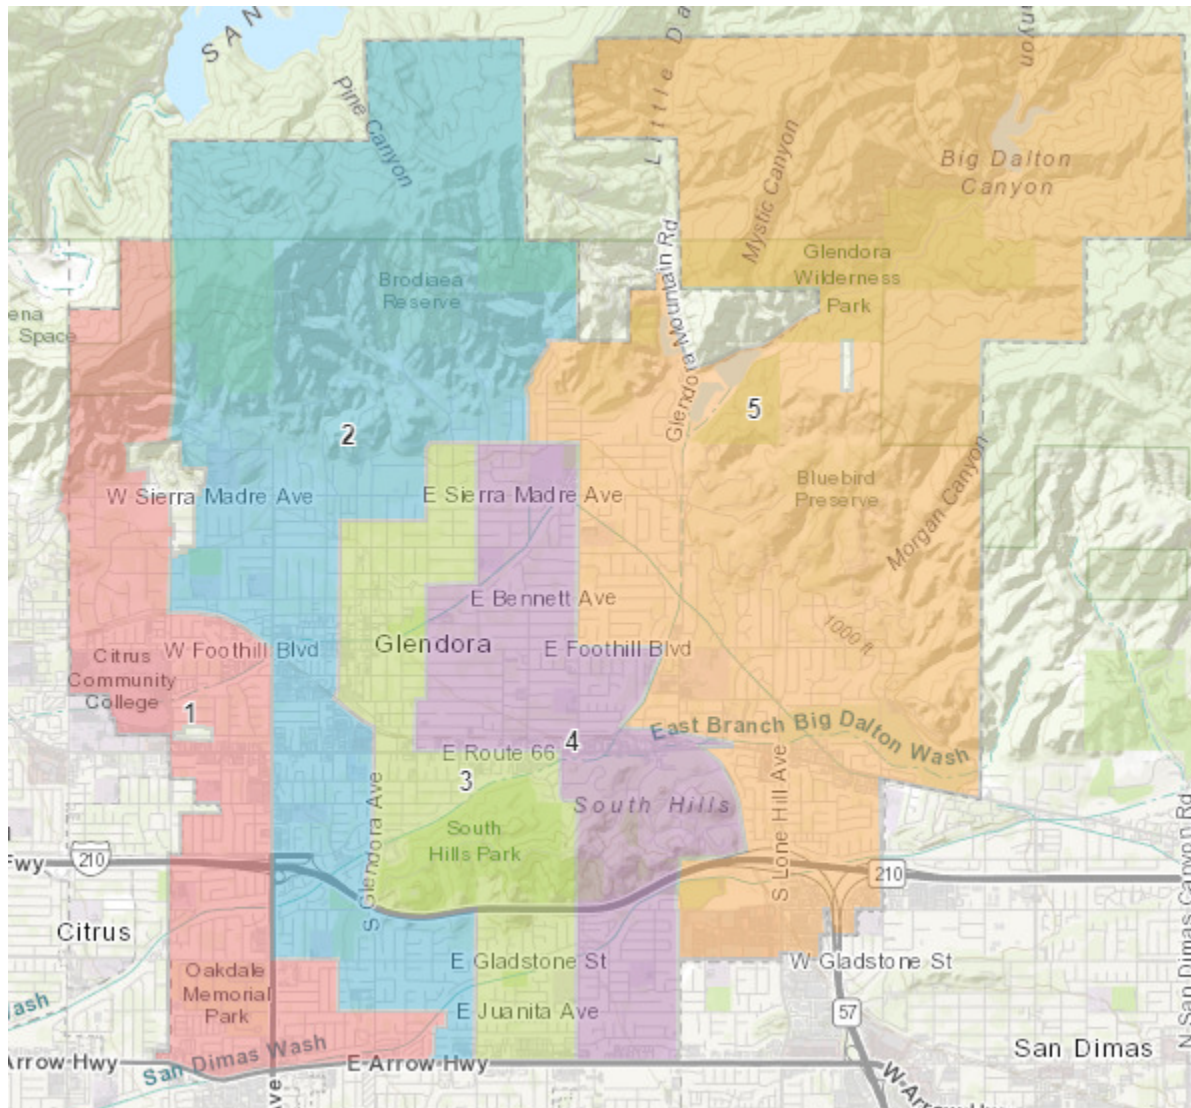 SAN
Little Da
nyon
Pine Canyon
Mystic Canyon
Big Dalton
Canyon
Glendora Mountain Rd
Glendora
Wilderness
Park
Brodiaea
Reserve
ena
Space
5
2
Bluebird
Preserve
Morgan Canyon
W Sierra Madre Ave
E Sierra Madre Ave
E Bennett Ave
1000 ft
W Foothill Blvd
Glendora
E Foothill Blvd
Citrus
Community
College
1
East Branch Big Dalton Wash
4
E Route 66
3
South Hills
S Lone Hill Ave
S Glendora Ave
South
Hills Park
N San Dimas Canyon Rd
Fwy
210
210
Citrus
E Gladstone St
W Gladstone St
Oakdale
Memorial
Park
ash
E Juanita Ave
57
Arrow Hwy
San Dimas Wash
E Arrow Hwy
San Dimas
W Arrow Hw
ve